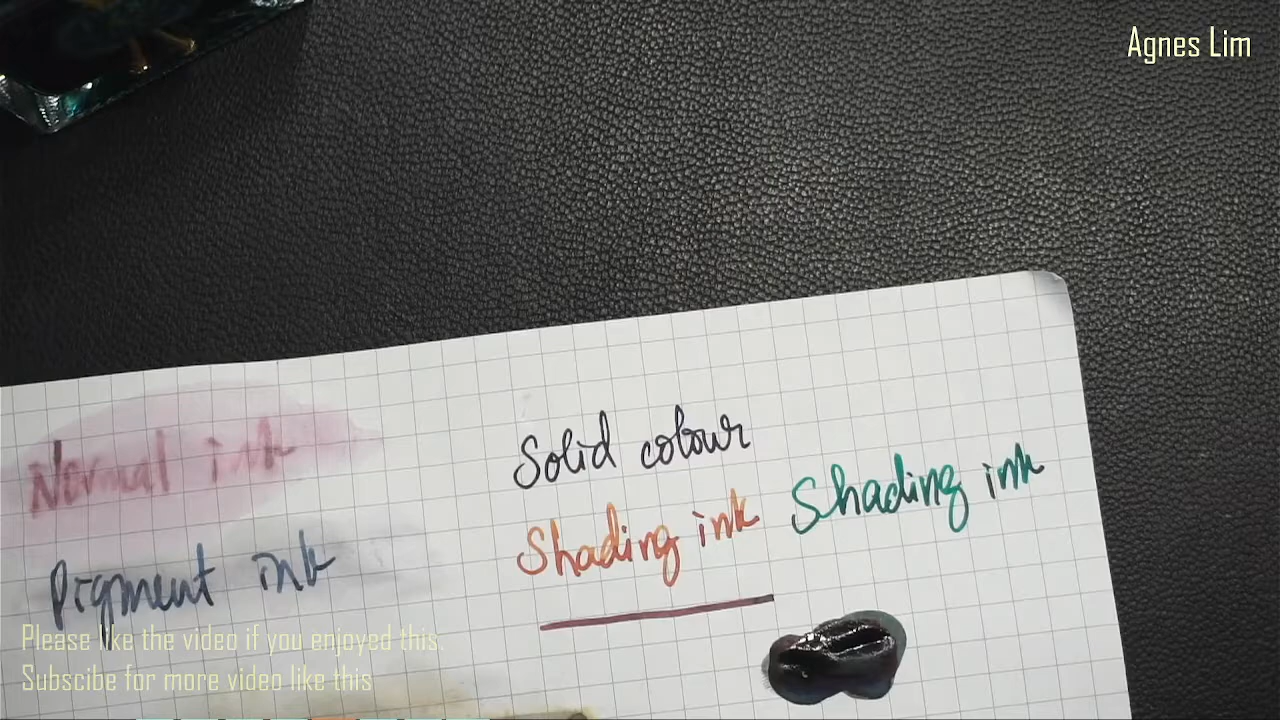 Agnes Lim
Normal ink
Solid colour
Shading ink
Shading ink
Pigment ink
Please like the video if you enjoyed this.
Subscibe for more video like this